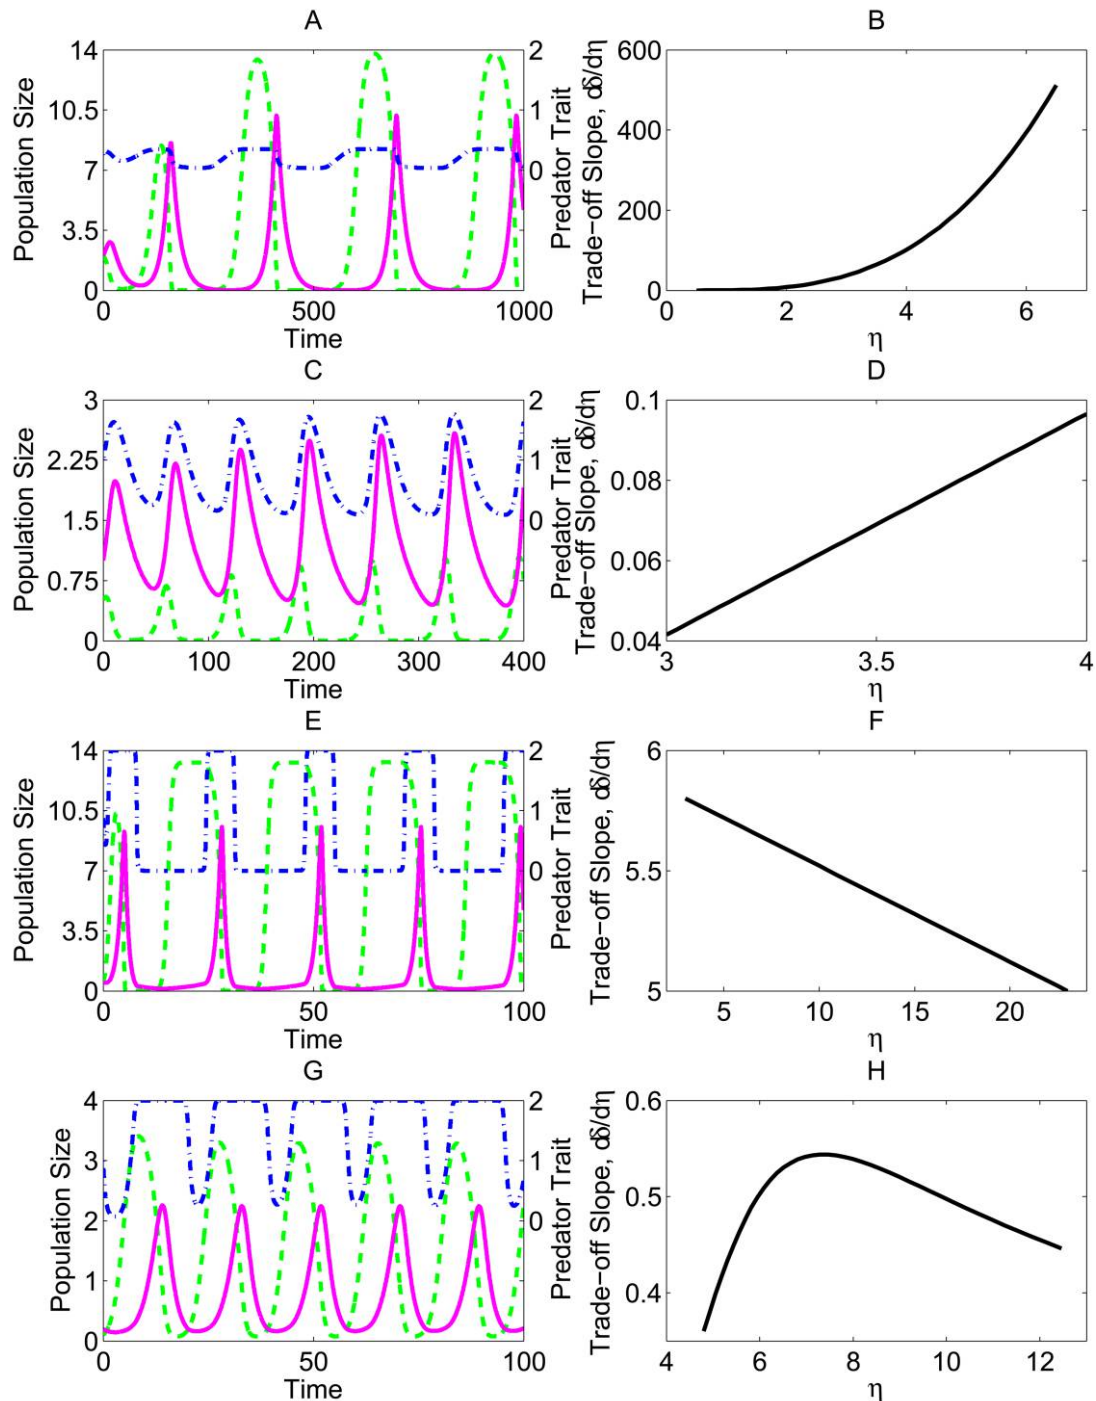 A
B
14
10.5
7
3.5
0
Population Size
2
1
0
Predator Trait
0
500
1000
Time
Trade-off Slope, dδ/dη
600
400
200
0
0
2
4
6
η
C
D
3
2.25
1.5
0.75
0
Population Size
2
1
0
Predator Trait
0
100
200
300
400
Time
Trade-off Slope, dδ/dη
0.1
0.08
0.06
0.04
3
3.5
4
η
E
F
14
10.5
7
3.5
0
Population Size
2
1
0
Predator Trait
0
50
100
Time
Trade-off Slope, dδ/dη
6
5.5
5
5
10
15
20
η
G
H
4
3
2
1
0
Population Size
2
1
0
Predator Trait
0
50
100
Time
Trade-off Slope, dδ/dη
0.6
0.5
0.4
4
6
8
10
12
η